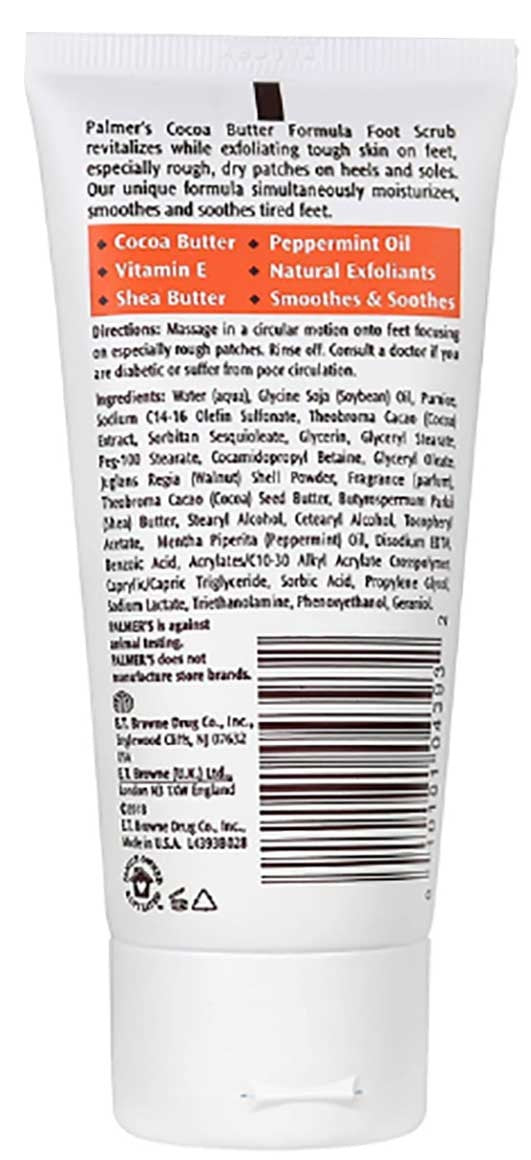 Palmer's Cocoa Butter Formula Foot Scrub
revitalizes while exfoliating tough skin on feet,
especially rough, dry patches on heels and soles.
Our unique formula simultaneously moisturizes,
smoothes and soothes tired feet.
Cocoa Butter Peppermint Oil
Vitamin E Natural Exfoliants
Shea Butter Smoothes & Soothes
Directions: Massage in a circular motion onto feet focusing
on especially rough patches. Rinse off. Consult a doctor if you
are diabetic or suffer from poor circulation.
Ingredients: Water (aqua), Glycine Soja (Soybean) Oil, Pumice,
Sodium C14-16 Olefin Sulfonate, Theobroma Cacao (Cocoa)
Extract, Sorbitan Sesquioleate, Glycerin, Glyceryl Stearate,
Peg-100 Stearate, Cocamidopropyl Betaine, Glyceryl Oleate,
Juglans Regia (Walnut) Shell Powder, Fragrance (parfum),
Theobroma Cacao (Cocoa) Seed Butter, Butyrospermum Parkii
(Shea) Butter, Stearyl Alcohol, Cetearyl Alcohol, Tocopheryl
Acetate, Mentha Piperita (Peppermint) Oil, Disodium EDTA,
Benzoic Acid, Acrylates/C10-30 Alkyl Acrylate Crosspolymer,
Caprylic/Capric Triglyceride, Sorbic Acid, Propylene Glycol,
Sodium Lactate, Triethanolamine, Phenoxyethanol, Geraniol.
PALMER'S is against
animal testing.
PALMER'S does not
manufacture store brands.
E.T. Browne Drug Co., Inc.,
Englewood Cliffs, NJ 07632
USA
E.T. Browne (U.K.) Ltd.,
London N3 1XW England
©2018
E.T. Browne Drug Co., Inc.,
Made in U.S.A. L4393B028
0 10181 04393 2